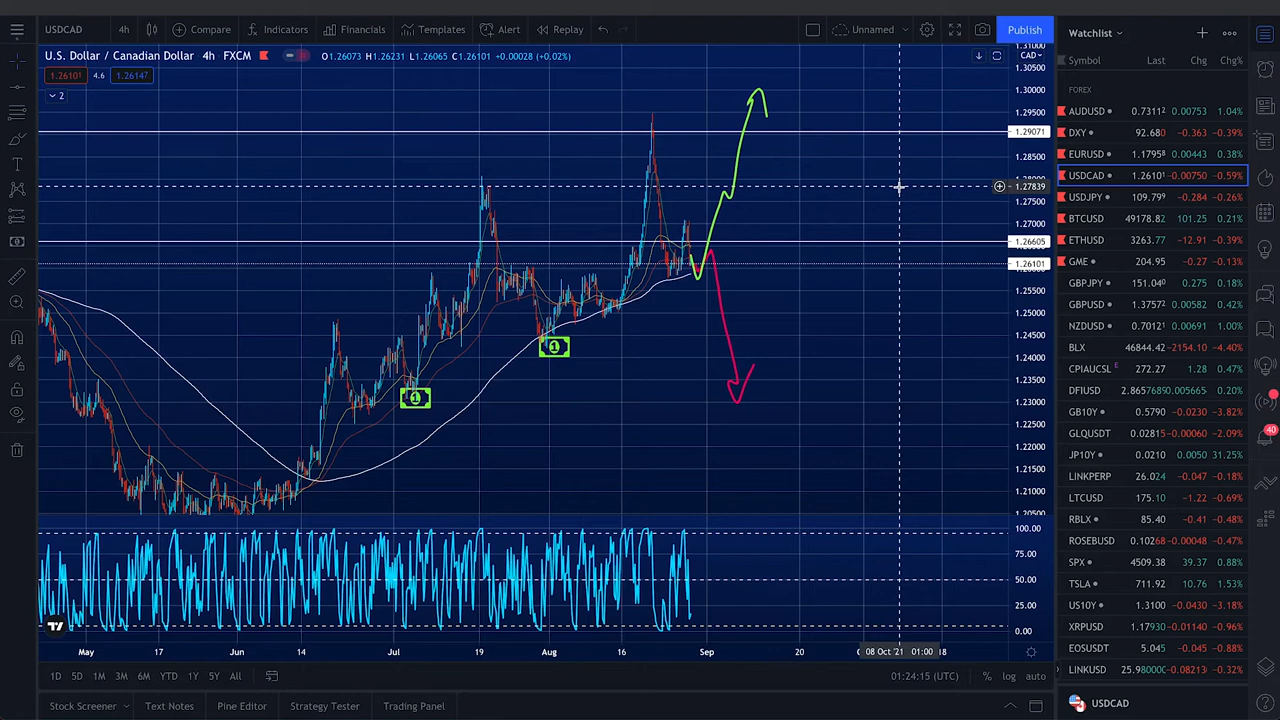 USDCAD 4h Compare Indicators Financials Templates Alert Replay Unnamed Publish
U.S. Dollar / Canadian Dollar 4h FXCM O1.26073 H1.26231 L1.26065 C1.26101 +0.00028 (+0.02%)
1.26101 4.6 1.26147
2
CAD
1.31000
1.30500
1.30000
1.29500
1.29071
1.28500
1.27839
1.27500
1.27000
1.26605
1.26101
1.25500
1.25000
1.24500
1.24000
1.23500
1.23000
1.22500
1.22000
1.21500
1.21000
1.20500
1
1
100.00
75.00
50.00
25.00
0.00
May 17 Jun 14 Jul 19 Aug 16 Sep 20 08 Oct '21 01:00 18
1D 5D 1M 3M 6M YTD 1Y 5Y All 01:24:15 (UTC) % log auto
Stock Screener Text Notes Pine Editor Strategy Tester Trading Panel
Watchlist
Symbol Last Chg Chg%
FOREX
AUDUSD 0.73112 0.00753 1.04%
DXY 92.680 -0.363 -0.39%
EURUSD 1.17958 0.00443 0.38%
USDCAD 1.26101 -0.00750 -0.59%
USDJPY 109.799 -0.284 -0.26%
BTCUSD 49178.82 101.25 0.21%
ETHUSD 3263.77 -12.91 -0.39%
GME 204.95 -0.27 -0.13%
GBPJPY 151.040 0.275 0.18%
GBPUSD 1.37572 0.00582 0.42%
NZDUSD 0.70121 0.00691 1.00%
BLX 46844.42 -2154.10 -4.40%
CPIAUCSL E 272.27 1.28 0.47%
DFIUSD 2.8657689 0.005665 0.20%
GB10Y 0.5790 -0.0230 -3.82%
GLQUSDT 0.02815 -0.00060 -2.09%
JP10Y 0.0210 0.0050 31.25%
LINKPERP 26.024 -0.047 -0.18%
LTCUSD 175.10 -1.22 -0.69%
RBLX 85.40 -0.41 -0.48%
ROSEBUSD 0.10268 -0.00048 -0.47%
SPX 4509.38 39.37 0.88%
TSLA 711.92 10.76 1.53%
US10Y 1.3100 -0.0430 -3.18%
XRPUSD 1.17930 -0.01140 -0.96%
EOSUSDT 5.045 -0.045 -0.88%
LINKUSD 25.98000 -0.08213 -0.32%
USDCAD
40